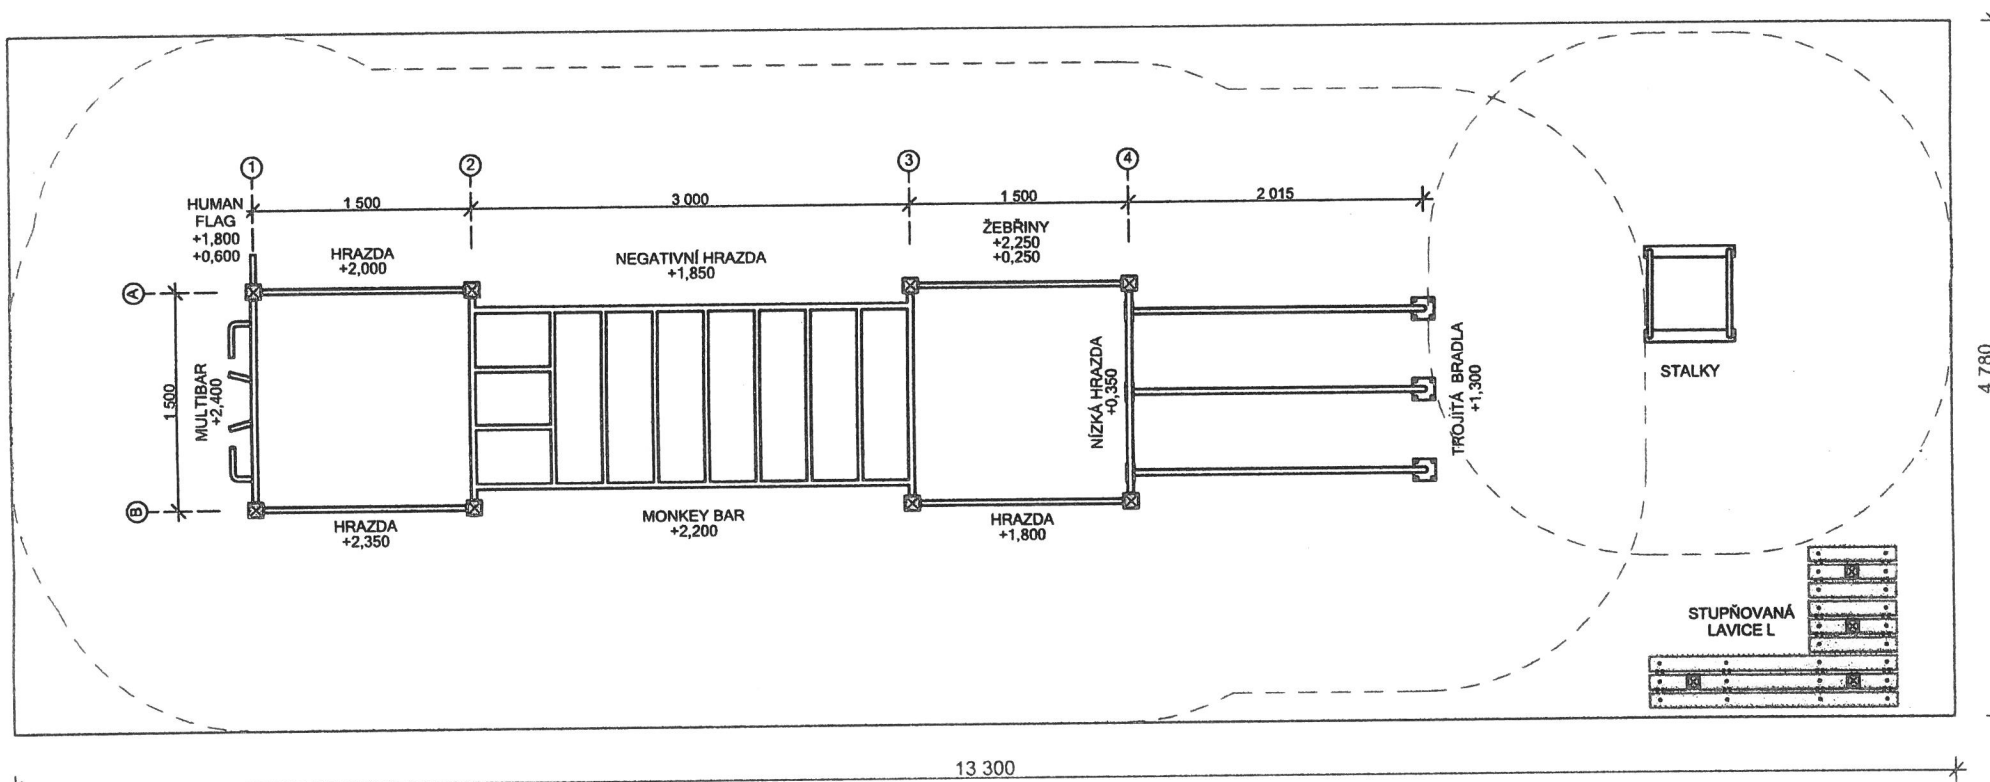 1
2
3
4
1 500
3 000
1 500
2 015
HUMAN
FLAG
+1,800
+0,600
HRAZDA
+2,000
NEGATIVNÍ HRAZDA
+1,850
ŽEBŘINY
+2,250
+0,250
A
B
1 500
MULTIBAR
+2,400
NÍZKÁ HRAZDA
+0,350
TROJITÁ BRADLA
+1,300
STALKY
4 780
HRAZDA
+2,350
MONKEY BAR
+2,200
HRAZDA
+1,800
STUPŇOVANÁ
LAVICE L
13 300